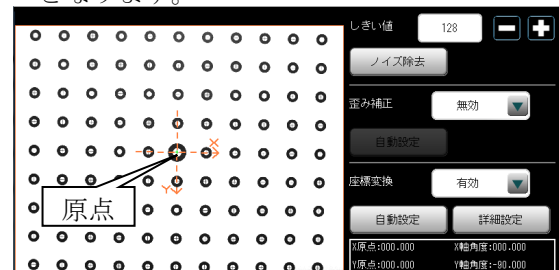 となります。
しきい値 128
ノイズ除去
歪み補正 無効
自動設定
座標変換 有効
自動設定 詳細設定
X原点:000.000 X軸角度:000.000
Y原点:000.000 Y軸角度:-90.000
X
Y
原点